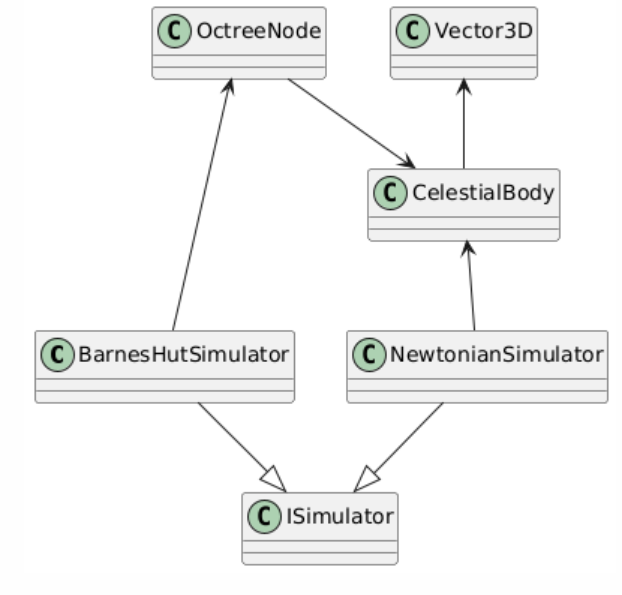 C OctreeNode
C Vector3D
C CelestialBody
C BarnesHutSimulator
C NewtonianSimulator
C ISimulator